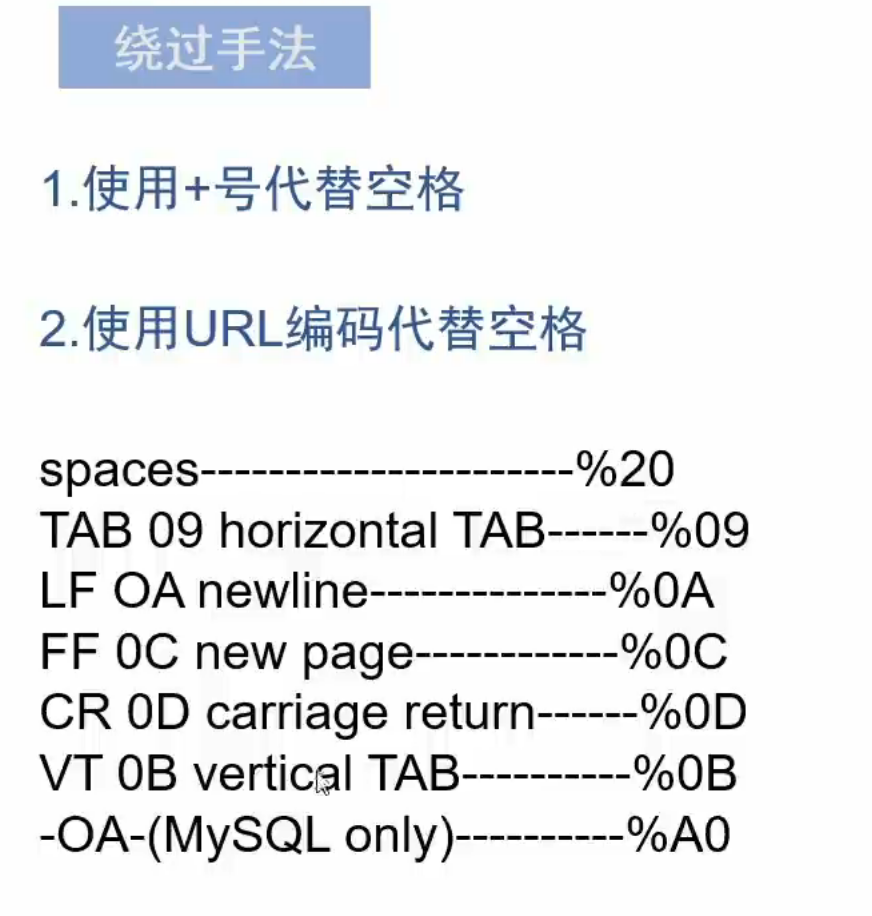 绕过手法
1.使用+号代替空格
2.使用URL编码代替空格
spaces----------------------%20
TAB 09 horizontal TAB------%09
LF OA newline--------------%0A
FF 0C new page------------%0C
CR 0D carriage return------%0D
VT 0B vertical TAB----------%0B
-OA-(MySQL only)----------%A0